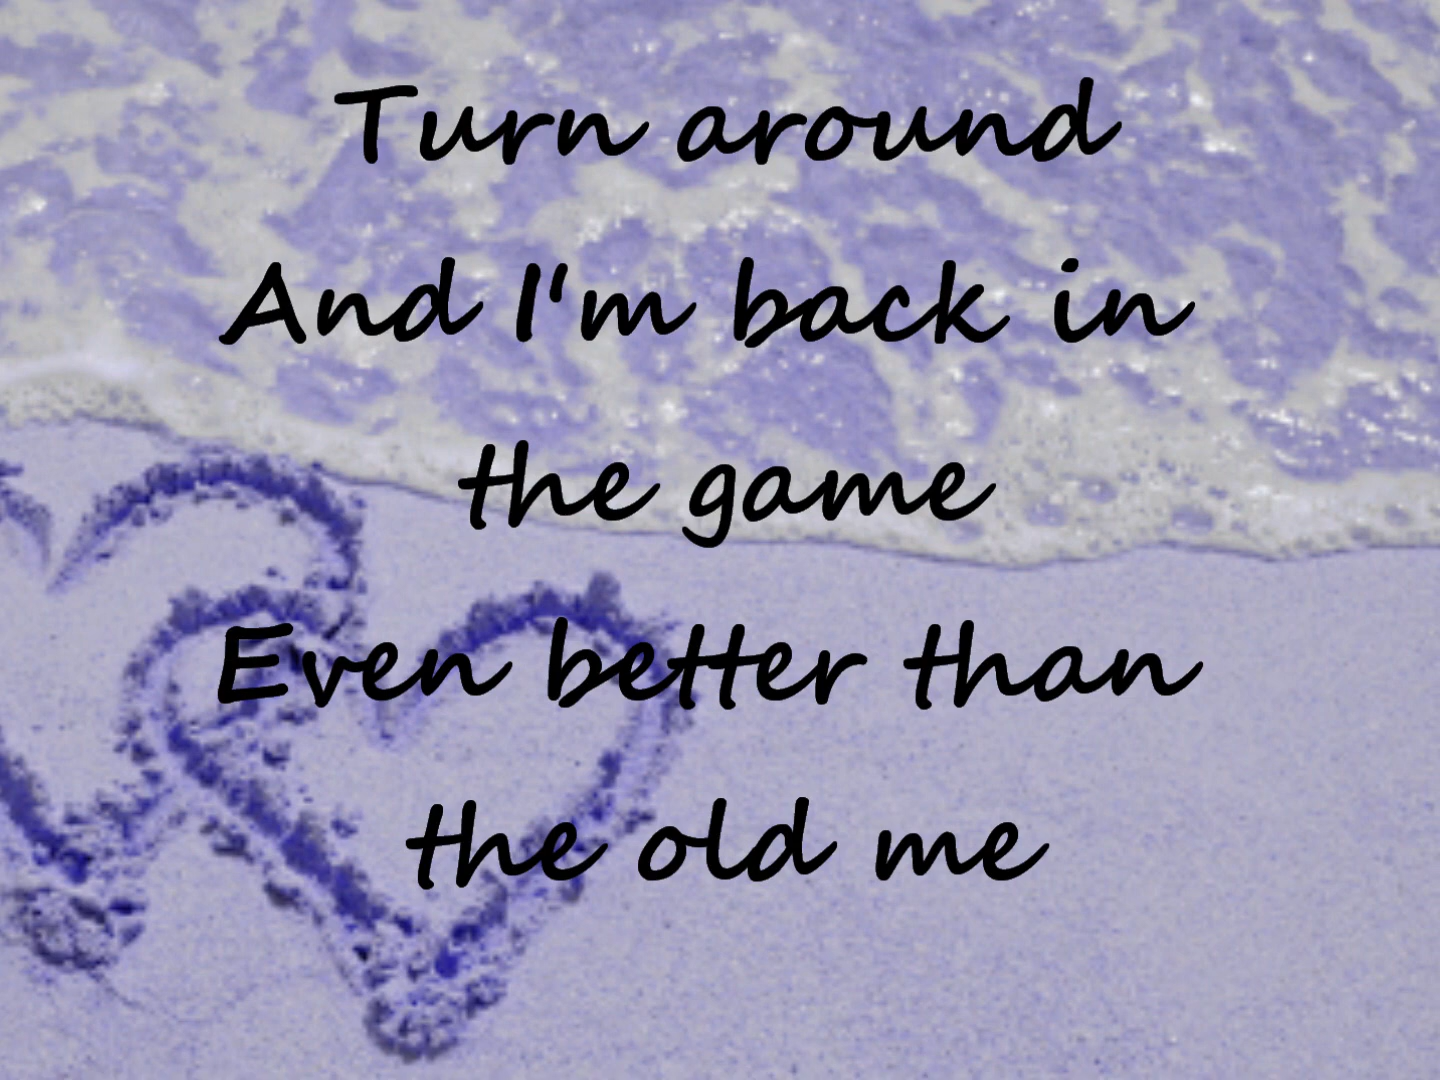 Turn around
And I'm back in
the game
Even better than
the old me